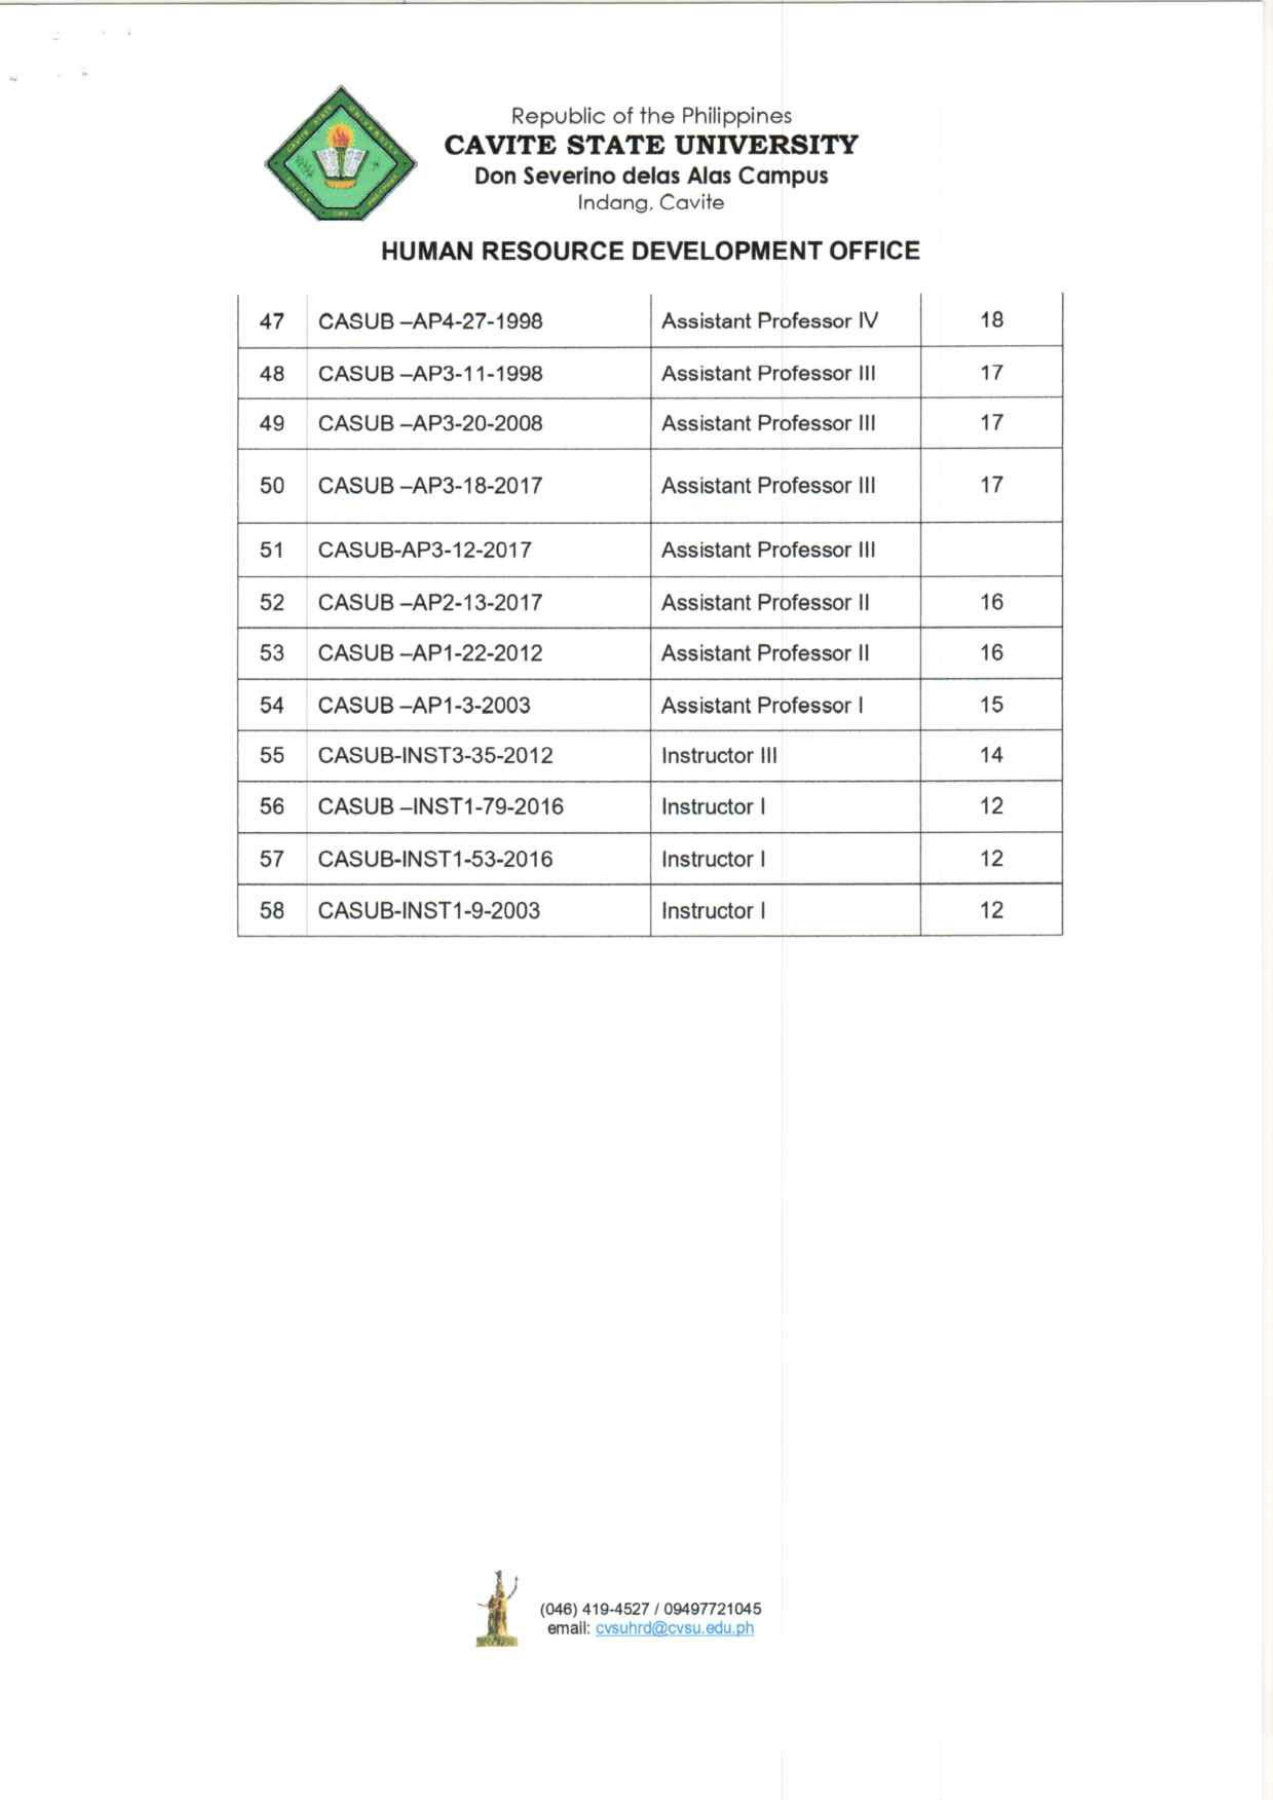 Republic of the Philippines
CAVITE STATE UNIVERSITY
Don Severino delas Alas Campus
Indang, Cavite
HUMAN RESOURCE DEVELOPMENT OFFICE
47 CASUB –AP4-27-1998 Assistant Professor IV 18
48 CASUB –AP3-11-1998 Assistant Professor III 17
49 CASUB –AP3-20-2008 Assistant Professor III 17
50 CASUB –AP3-18-2017 Assistant Professor III 17
51 CASUB-AP3-12-2017 Assistant Professor III
52 CASUB –AP2-13-2017 Assistant Professor II 16
53 CASUB –AP1-22-2012 Assistant Professor II 16
54 CASUB –AP1-3-2003 Assistant Professor I 15
55 CASUB-INST3-35-2012 Instructor III 14
56 CASUB –INST1-79-2016 Instructor I 12
57 CASUB-INST1-53-2016 Instructor I 12
58 CASUB-INST1-9-2003 Instructor I 12
(046) 419-4527 / 09497721045
email: cvsuhrd@cvsu.edu.ph